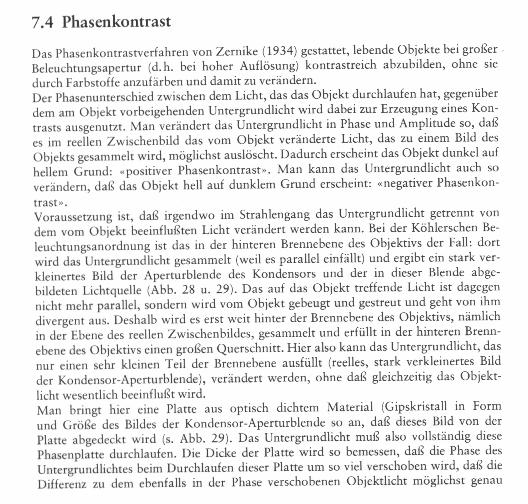 7.4 Phasenkontrast
Das Phasenkontrastverfahren von Zernike (1934) gestattet, lebende Objekte bei großer
Beleuchtungsapertur (d. h. bei hoher Auflösung) kontrastreich abzubilden, ohne sie
durch Farbstoffe anzufärben und damit zu verändern.
Der Phasenunterschied zwischen dem Licht, das das Objekt durchlaufen hat, gegenüber
dem am Objekt vorbeigehenden Untergrundlicht wird dabei zur Erzeugung eines Kon-
trasts ausgenutzt. Man verändert das Untergrundlicht in Phase und Amplitude so, daß
es im reellen Zwischenbild das vom Objekt veränderte Licht, das zu einem Bild des
Objekts gesammelt wird, möglichst auslöscht. Dadurch erscheint das Objekt dunkel auf
hellem Grund: «positiver Phasenkontrast». Man kann das Untergrundlicht auch so
verändern, daß das Objekt hell auf dunklem Grund erscheint: «negativer Phasenkon-
trast».
Voraussetzung ist, daß irgendwo im Strahlengang das Untergrundlicht getrennt von
dem vom Objekt beeinflußten Licht verändert werden kann. Bei der Köhlerschen Be-
leuchtungsanordnung ist das in der hinteren Brennebene des Objektivs der Fall: dort
wird das Untergrundlicht gesammelt (weil es parallel einfällt) und ergibt ein stark ver-
kleinertes Bild der Aperturblende des Kondensors und der in dieser Blende abge-
bildeten Lichtquelle (Abb. 28 u. 29). Das auf das Objekt treffende Licht ist dagegen
nicht mehr parallel, sondern wird vom Objekt gebeugt und gestreut und geht von ihm
divergent aus. Deshalb wird es erst weit hinter der Brennebene des Objektivs, nämlich
in der Ebene des reellen Zwischenbildes, gesammelt und erfüllt in der hinteren Brenn-
ebene des Objektivs einen großen Querschnitt. Hier also kann das Untergrundlicht, das
nur einen sehr kleinen Teil der Brennebene ausfüllt (reelles, stark verkleinertes Bild
der Kondensor-Aperturblende), verändert werden, ohne daß gleichzeitig das Objekt-
licht wesentlich beeinflußt wird.
Man bringt hier eine Platte aus optisch dichtem Material (Gipskristall in Form
und Größe des Bildes der Kondensor-Aperturblende so an, daß dieses Bild von der
Platte abgedeckt wird (s. Abb. 29). Das Untergrundlicht muß also vollständig diese
Phasenplatte durchlaufen. Die Dicke der Platte wird so bemessen, daß die Phase des
Untergrundlichtes beim Durchlaufen dieser Platte um so viel verschoben wird, daß die
Differenz zu dem ebenfalls in der Phase verschobenen Objektlicht möglichst genau